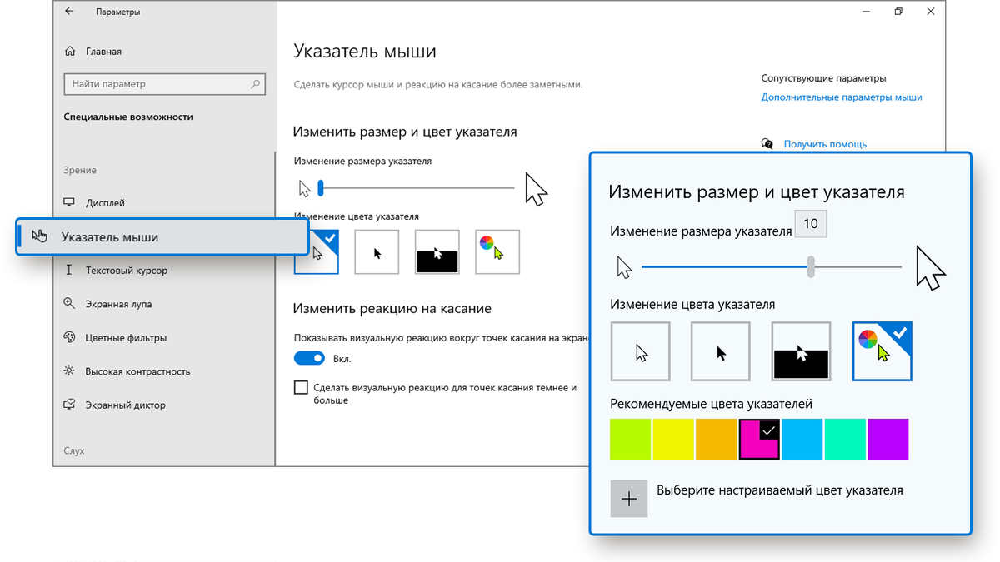 Параметры
Главная
Найти параметр
Специальные возможности
Зрение
Дисплей
Указатель мыши
Текстовый курсор
Экранная лупа
Цветные фильтры
Высокая контрастность
Экранный диктор
Слух
Указатель мыши
Сделать курсор мыши и реакцию на касание более заметными.
Изменить размер и цвет указателя
Изменение размера указателя
Изменение цвета указателя
Изменить реакцию на касание
Показывать визуальную реакцию вокруг точек касания на экран
Вкл.
Сделать визуальную реакцию для точек касания темнее и
больше
Сопутствующие параметры
Дополнительные параметры мыши
Получить помощь
Изменить размер и цвет указателя
Изменение размера указателя 10
Изменение цвета указателя
Рекомендуемые цвета указателей
Выберите настраиваемый цвет указателя